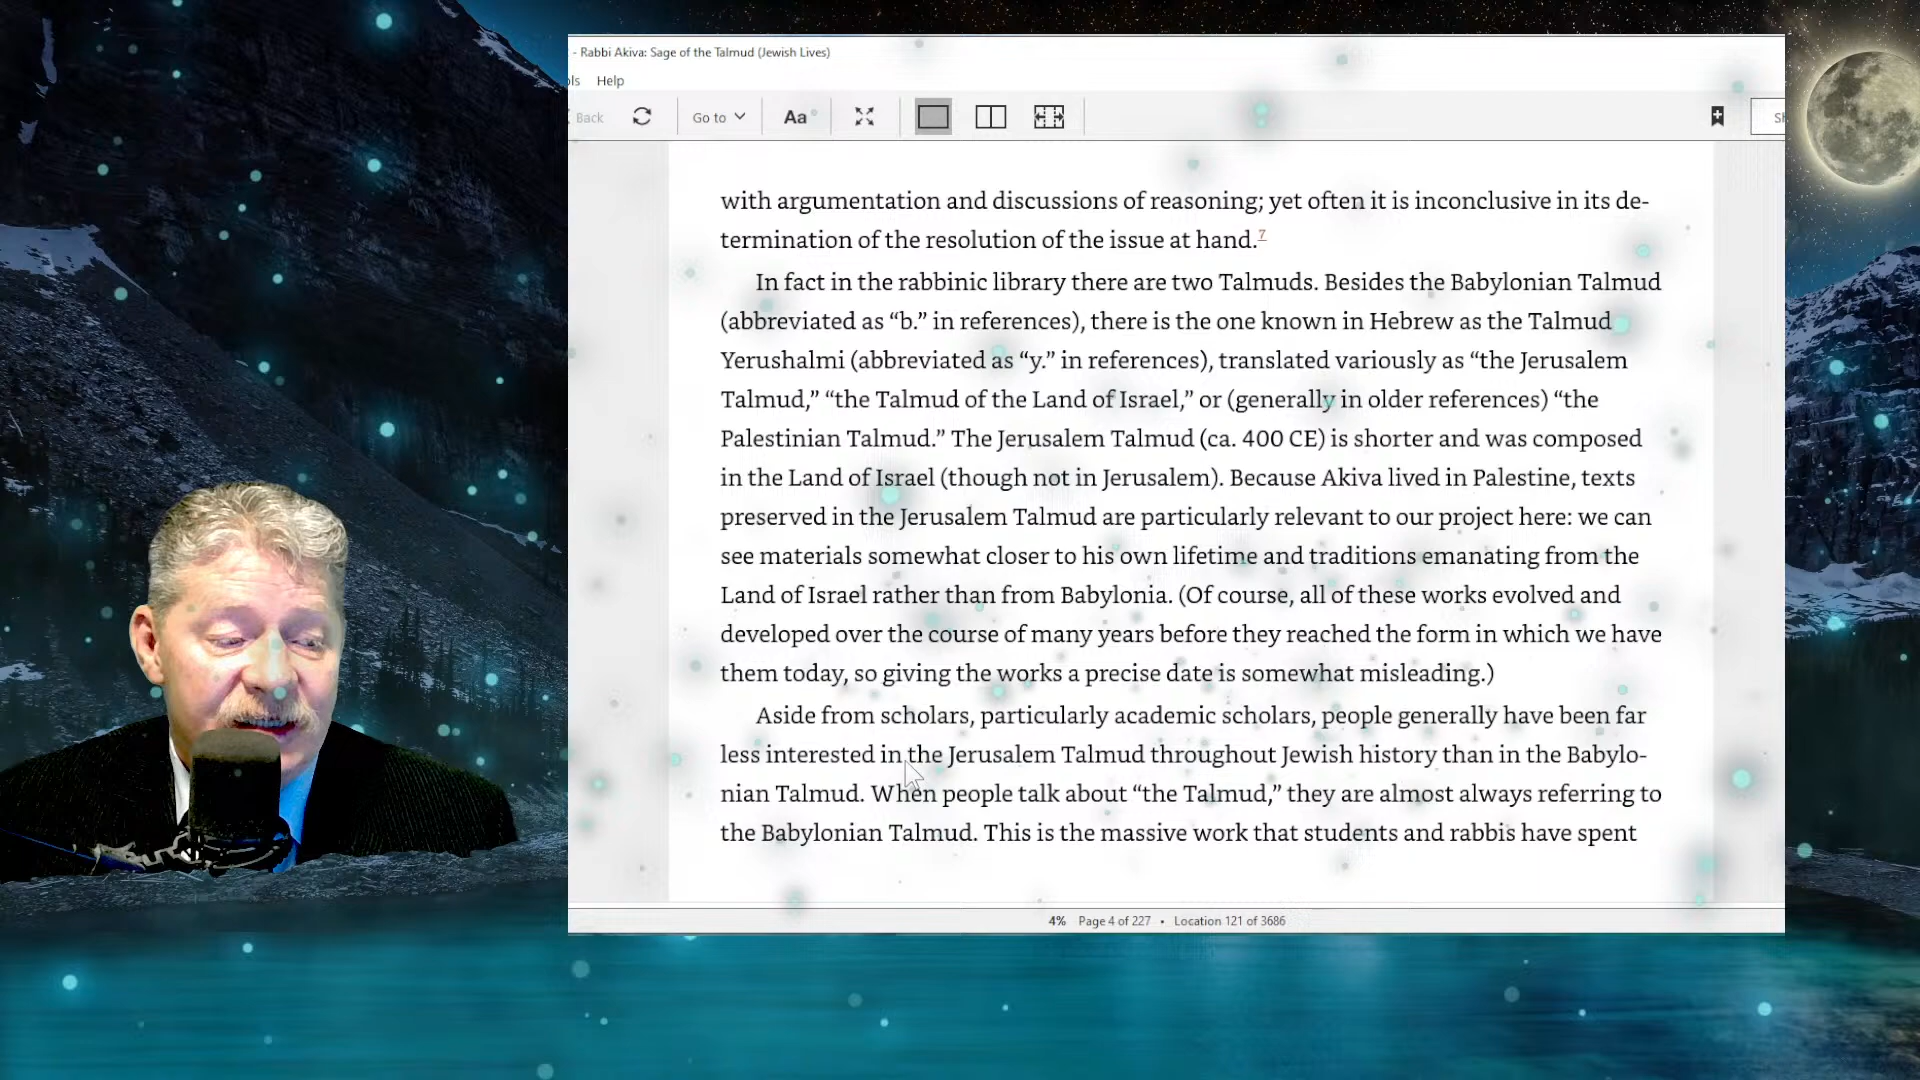 - Rabbi Akiva: Sage of the Talmud (Jewish Lives)
ols Help
Back Go to Aa
with argumentation and discussions of reasoning; yet often it is inconclusive in its de-
termination of the resolution of the issue at hand.7
In fact in the rabbinic library there are two Talmuds. Besides the Babylonian Talmud
(abbreviated as “b.” in references), there is the one known in Hebrew as the Talmud
Yerushalmi (abbreviated as “y.” in references), translated variously as “the Jerusalem
Talmud,” “the Talmud of the Land of Israel,” or (generally in older references) “the
Palestinian Talmud.” The Jerusalem Talmud (ca. 400 CE) is shorter and was composed
in the Land of Israel (though not in Jerusalem). Because Akiva lived in Palestine, texts
preserved in the Jerusalem Talmud are particularly relevant to our project here: we can
see materials somewhat closer to his own lifetime and traditions emanating from the
Land of Israel rather than from Babylonia. (Of course, all of these works evolved and
developed over the course of many years before they reached the form in which we have
them today, so giving the works a precise date is somewhat misleading.)
Aside from scholars, particularly academic scholars, people generally have been far
less interested in the Jerusalem Talmud throughout Jewish history than in the Babylo-
nian Talmud. When people talk about “the Talmud,” they are almost always referring to
the Babylonian Talmud. This is the massive work that students and rabbis have spent
4% Page 4 of 227 • Location 121 of 3686